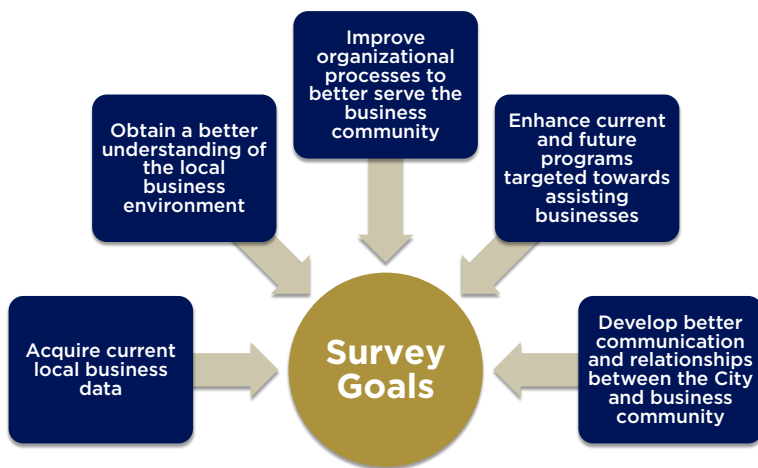 Improve
organizational
processes to
better serve the
business
community
Obtain a better
understanding of
the local
business
environment
Enhance current
and future
programs
targeted towards
assisting
businesses
Acquire current
local business
data
Survey
Goals
Develop better
communication
and relationships
between the City
and business
community